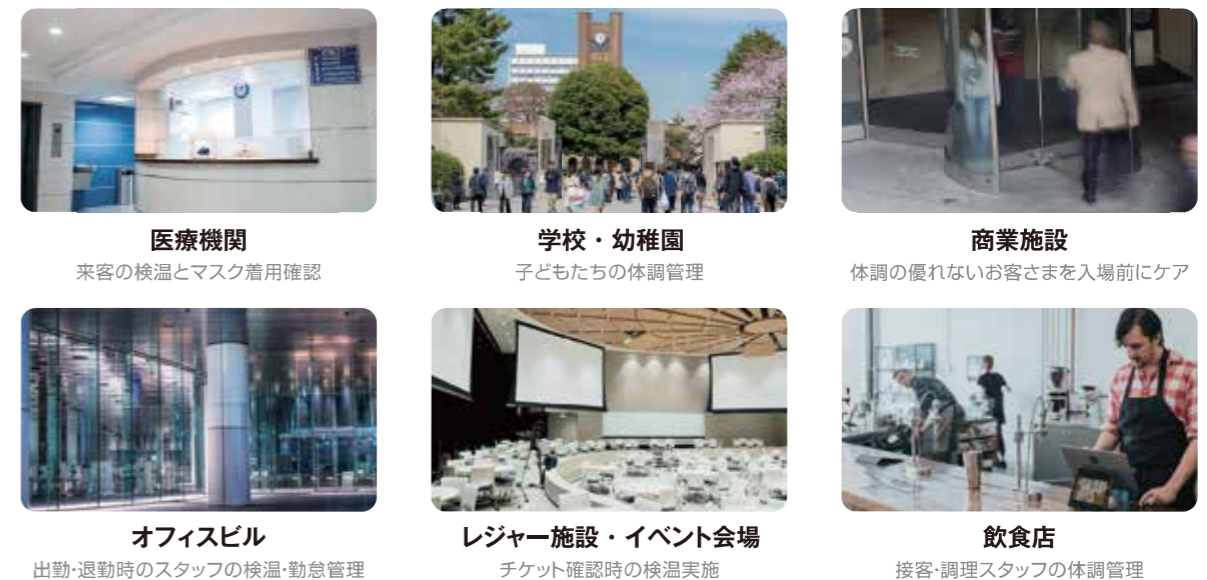 医療機関
来客の検温とマスク着用確認
学校・幼稚園
子どもたちの体調管理
商業施設
体調の優れないお客さまを入場前にケア
オフィスビル
出勤・退勤時のスタッフの検温・勤怠管理
レジャー施設・イベント会場
チケット確認時の検温実施
飲食店
接客・調理スタッフの体調管理